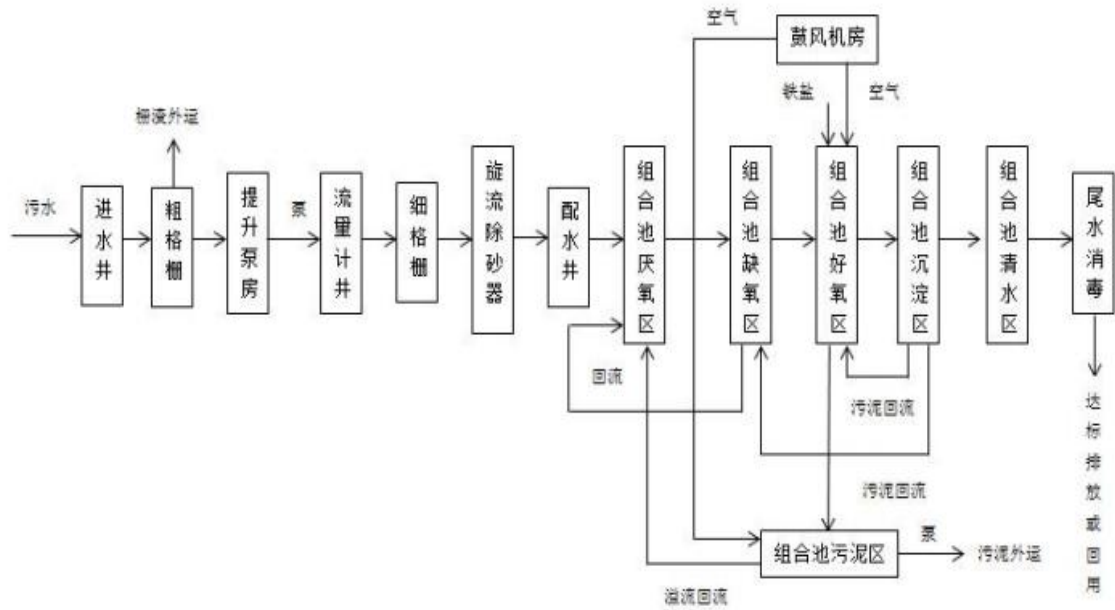 空气
鼓风机房
铁盐
空气
栅渣外运
污水
进水井
粗格栅
提升泵房
泵
流量计井
细格栅
旋流除砂器
配水井
组合池厌氧区
组合池缺氧区
组合池好氧区
组合池沉淀区
组合池清水区
尾水消毒
回流
污泥回流
污泥回流
达标排放或回用
组合池污泥区
泵
污泥外运
溢流回流